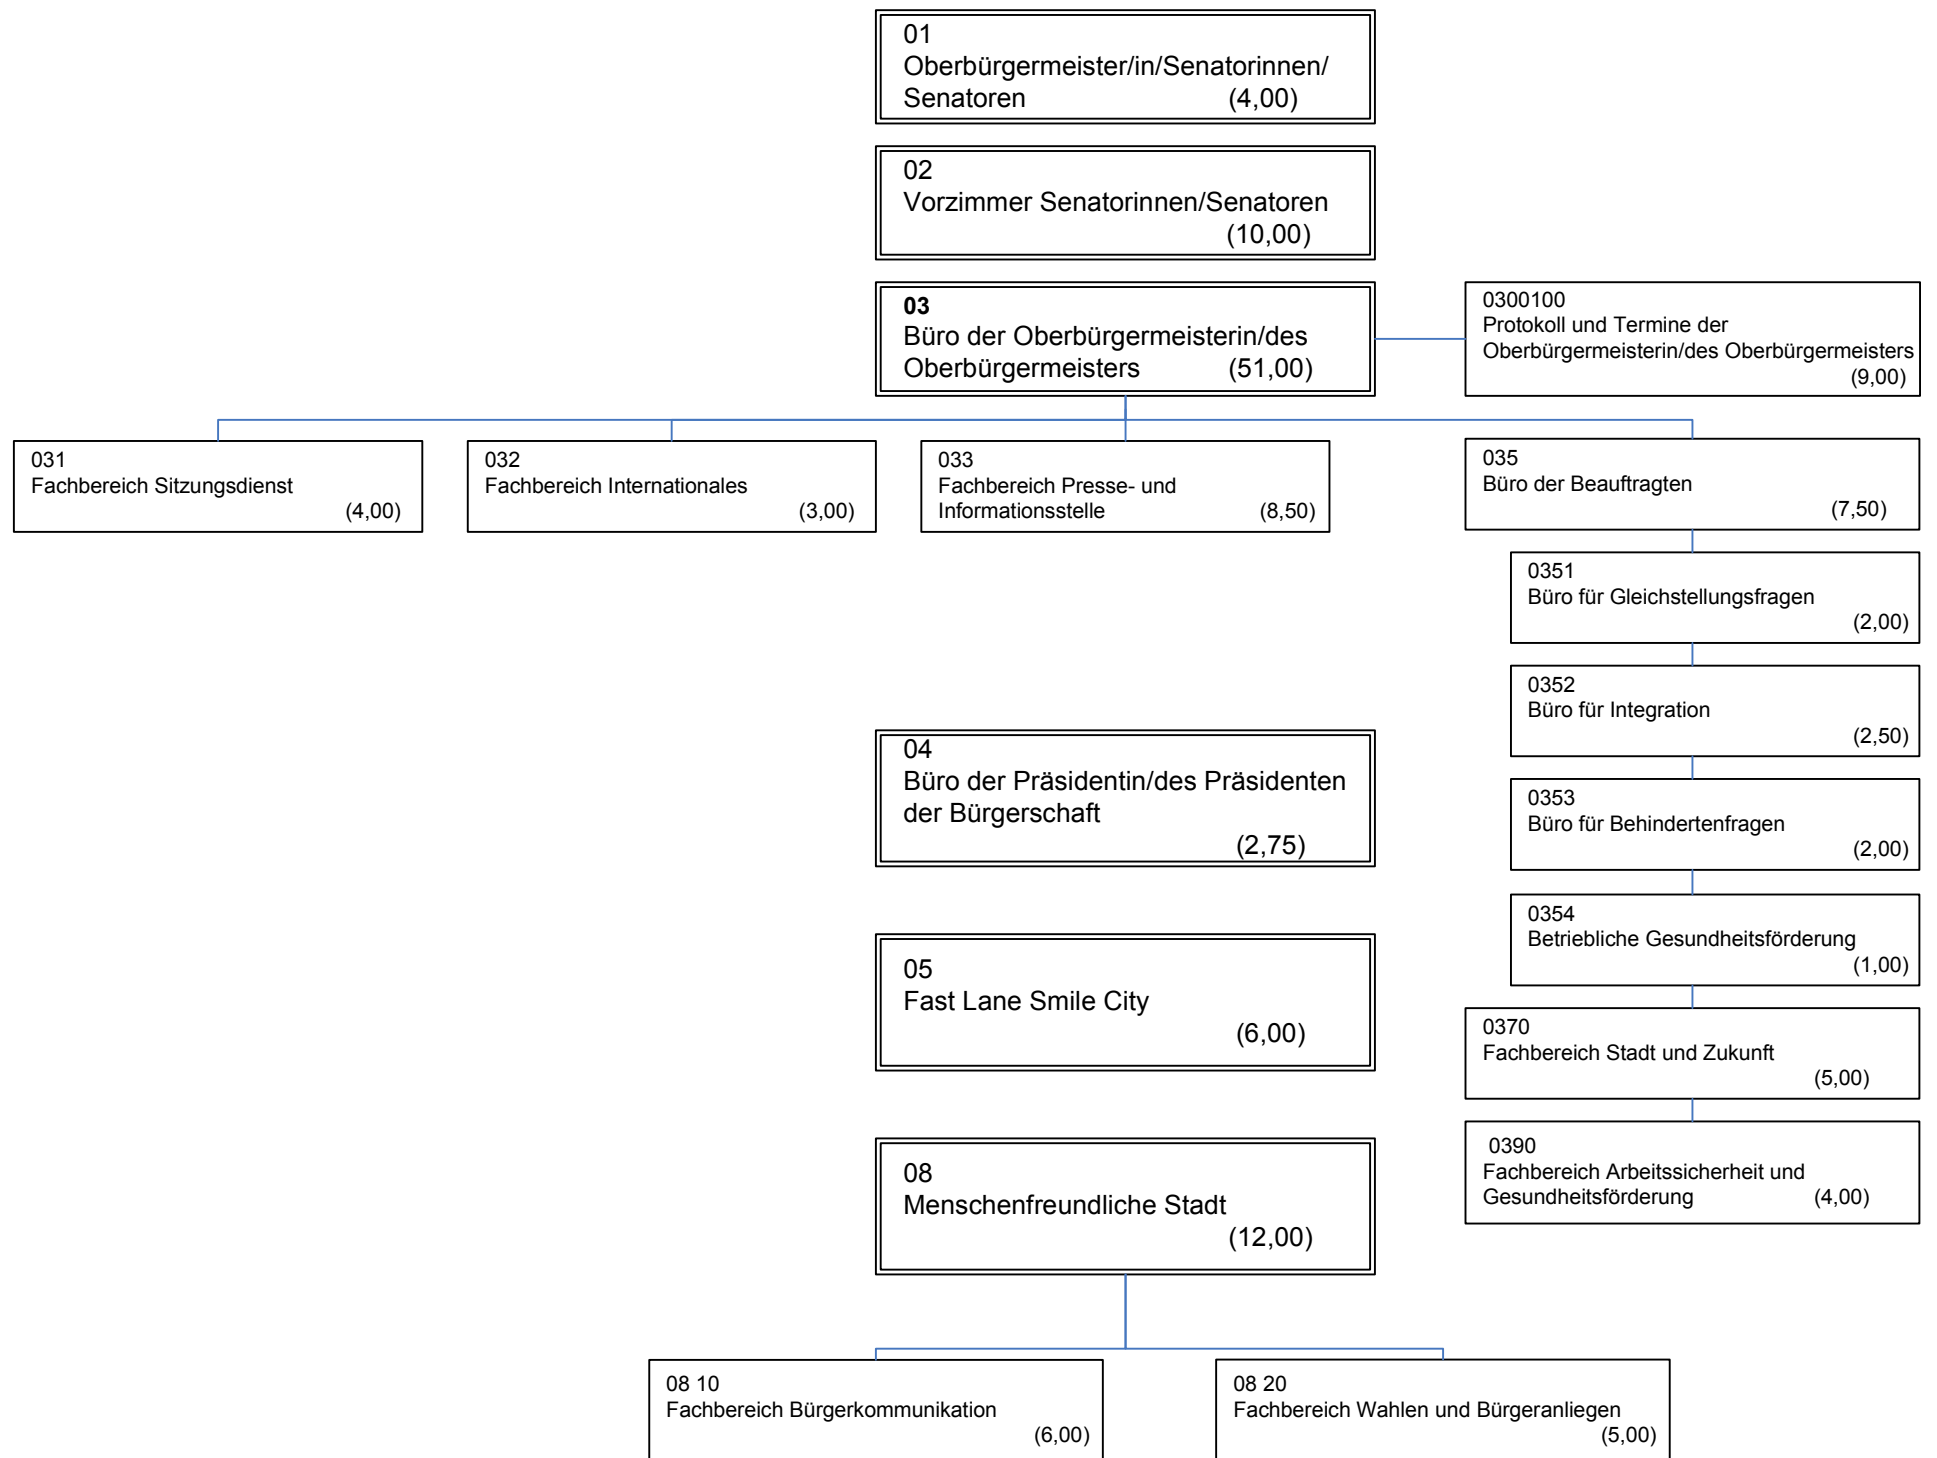 01
Oberbürgermeister/in/Senatorinnen/
Senatoren (4,00)
02
Vorzimmer Senatorinnen/Senatoren
(10,00)
03
Büro der Oberbürgermeisterin/des
Oberbürgermeisters (51,00)
0300100
Protokoll und Termine der
Oberbürgermeisterin/des Oberbürgermeisters
(9,00)
031
Fachbereich Sitzungsdienst
(4,00)
032
Fachbereich Internationales
(3,00)
033
Fachbereich Presse- und
Informationsstelle (8,50)
035
Büro der Beauftragten
(7,50)
0351
Büro für Gleichstellungsfragen
(2,00)
0352
Büro für Integration
(2,50)
0353
Büro für Behindertenfragen
(2,00)
0354
Betriebliche Gesundheitsförderung
(1,00)
0370
Fachbereich Stadt und Zukunft
(5,00)
0390
Fachbereich Arbeitssicherheit und
Gesundheitsförderung (4,00)
04
Büro der Präsidentin/des Präsidenten
der Bürgerschaft
(2,75)
05
Fast Lane Smile City
(6,00)
08
Menschenfreundliche Stadt
(12,00)
08 10
Fachbereich Bürgerkommunikation
(6,00)
08 20
Fachbereich Wahlen und Bürgeranliegen
(5,00)